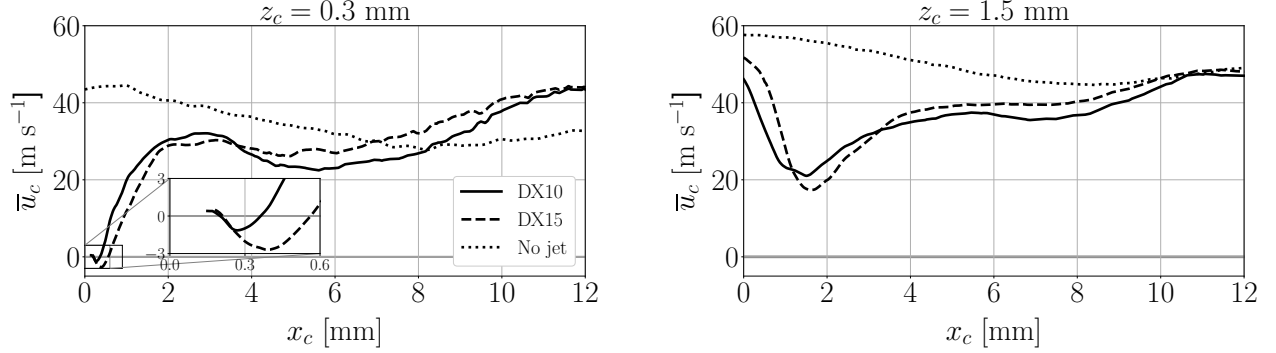 z_c = 0.3 mm
60
40
20
0
u̅_c [m s⁻¹]
0 2 4 6 8 10 12
x_c [mm]
3
0
−3
0.0 0.3 0.6
DX10
DX15
No jet
z_c = 1.5 mm
60
40
20
0
u̅_c [m s⁻¹]
0 2 4 6 8 10 12
x_c [mm]